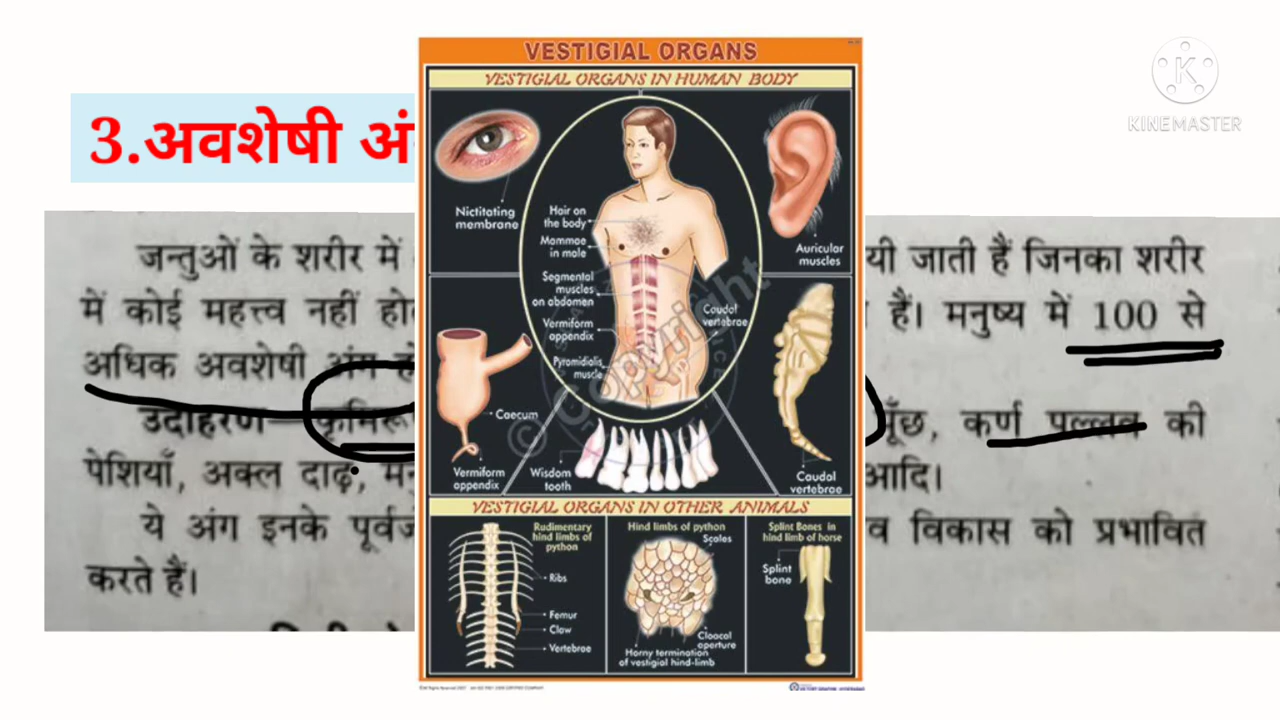 3.अवशेषी
जन्तुओं के शरीर में
यी जाती हैं जिनका शरीर
में कोई महत्त्व नहीं
हैं। मनुष्य में 100 से
अधिक अवशेषी अंग
उदाहरण
पूँछ, कर्ण पल्लव की
पेशियाँ, अक्ल दाढ़,
आदि।
ये अंग इनके
विकास को प्रभावित
करते हैं।
VESTIGIAL ORGANS
VESTIGIAL ORGANS IN HUMAN BODY
Nictitating
membrane
Hair on
the body
Mammae
in male
Segmental
muscles
on abdomen
Vermiform
appendix
Pyramidalis
muscle
Caudal
vertebrae
Auricular
muscles
Caecum
Vermiform
appendix
Wisdom
tooth
Caudal
vertebrae
© Copyright
VESTIGIAL ORGANS IN OTHER ANIMALS
Rudimentary
hind limbs of
python
Ribs
Femur
Claw
Vertebrae
Hind limbs of python
Scales
Cloacal
aperture
Horny termination
of vestigial hind-limb
Splint Bones in
hind limb of horse
Splint
bone
K
KINEMASTER